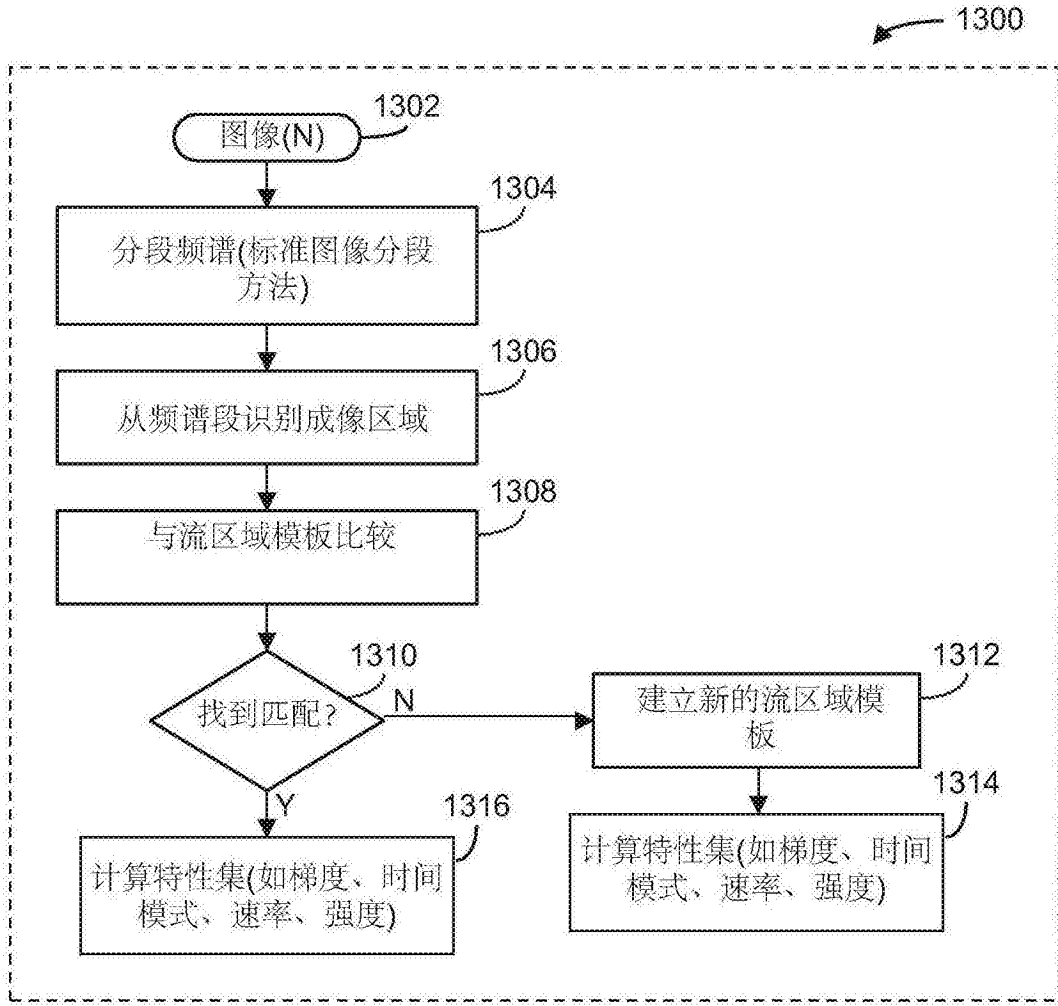 1300
1302
图像(N)
1304
分段频谱(标准图像分段
方法)
1306
从频谱段识别成像区域
1308
与流区域模板比较
1310
找到匹配?
N
1312
建立新的流区域模
板
Y
1316
计算特性集(如梯度、时间
模式、速率、强度)
1314
计算特性集(如梯度、时间
模式、速率、强度)